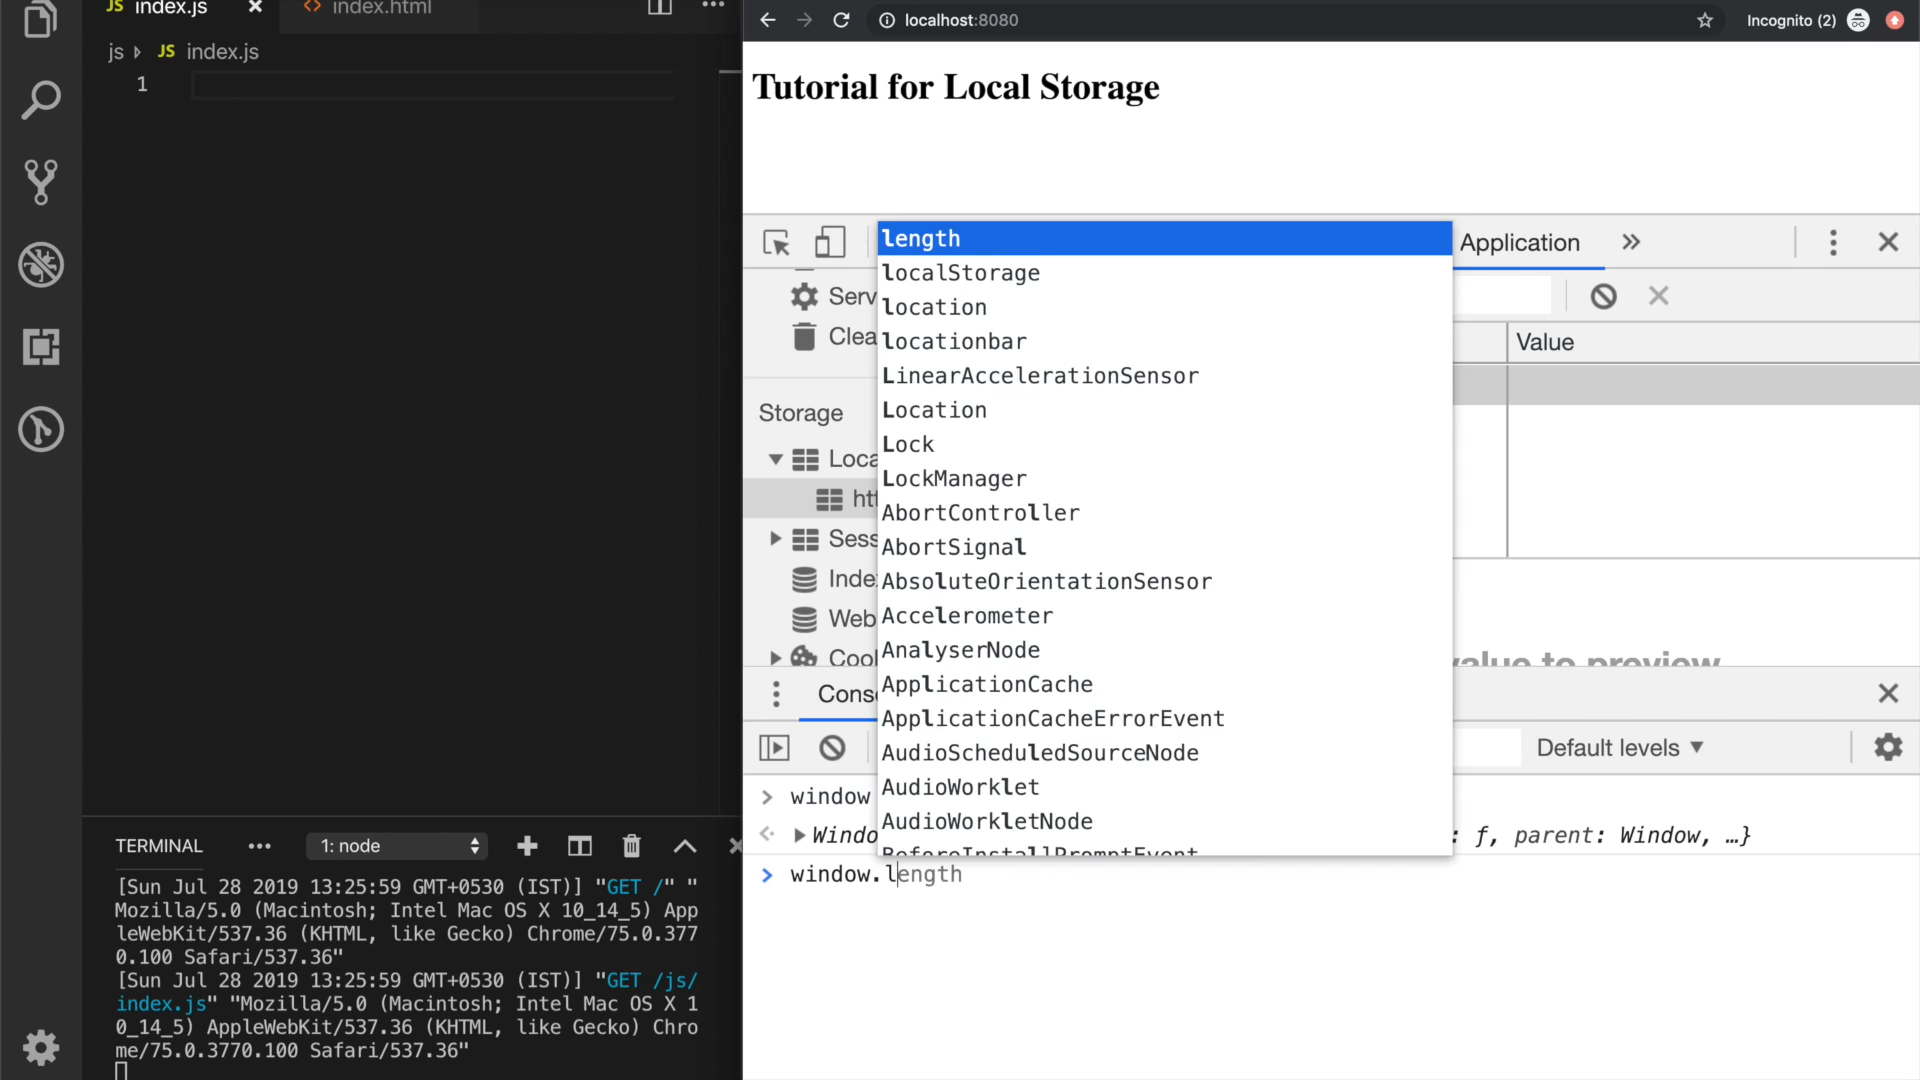 JS index.js
<> index.html
js JS index.js
1
TERMINAL
1: node
[Sun Jul 28 2019 13:25:59 GMT+0530 (IST)] "GET /" "
Mozilla/5.0 (Macintosh; Intel Mac OS X 10_14_5) App
leWebKit/537.36 (KHTML, like Gecko) Chrome/75.0.377
0.100 Safari/537.36"
[Sun Jul 28 2019 13:25:59 GMT+0530 (IST)] "GET /js/
index.js" "Mozilla/5.0 (Macintosh; Intel Mac OS X 1
0_14_5) AppleWebKit/537.36 (KHTML, like Gecko) Chro
me/75.0.3770.100 Safari/537.36"
localhost:8080
Incognito (2)
Tutorial for Local Storage
Application
Serv
Clea
Value
Storage
Loca
htt
Sess
Inde
Web
Cook
value to preview
length
localStorage
location
locationbar
LinearAccelerationSensor
Location
Lock
LockManager
AbortController
AbortSignal
AbsoluteOrientationSensor
Accelerometer
AnalyserNode
ApplicationCache
ApplicationCacheErrorEvent
AudioScheduledSourceNode
AudioWorklet
AudioWorkletNode
BeforeInstallPromptEvent
Conso
Default levels ▼
> window
Windo
: f, parent: Window, …}
> window.length